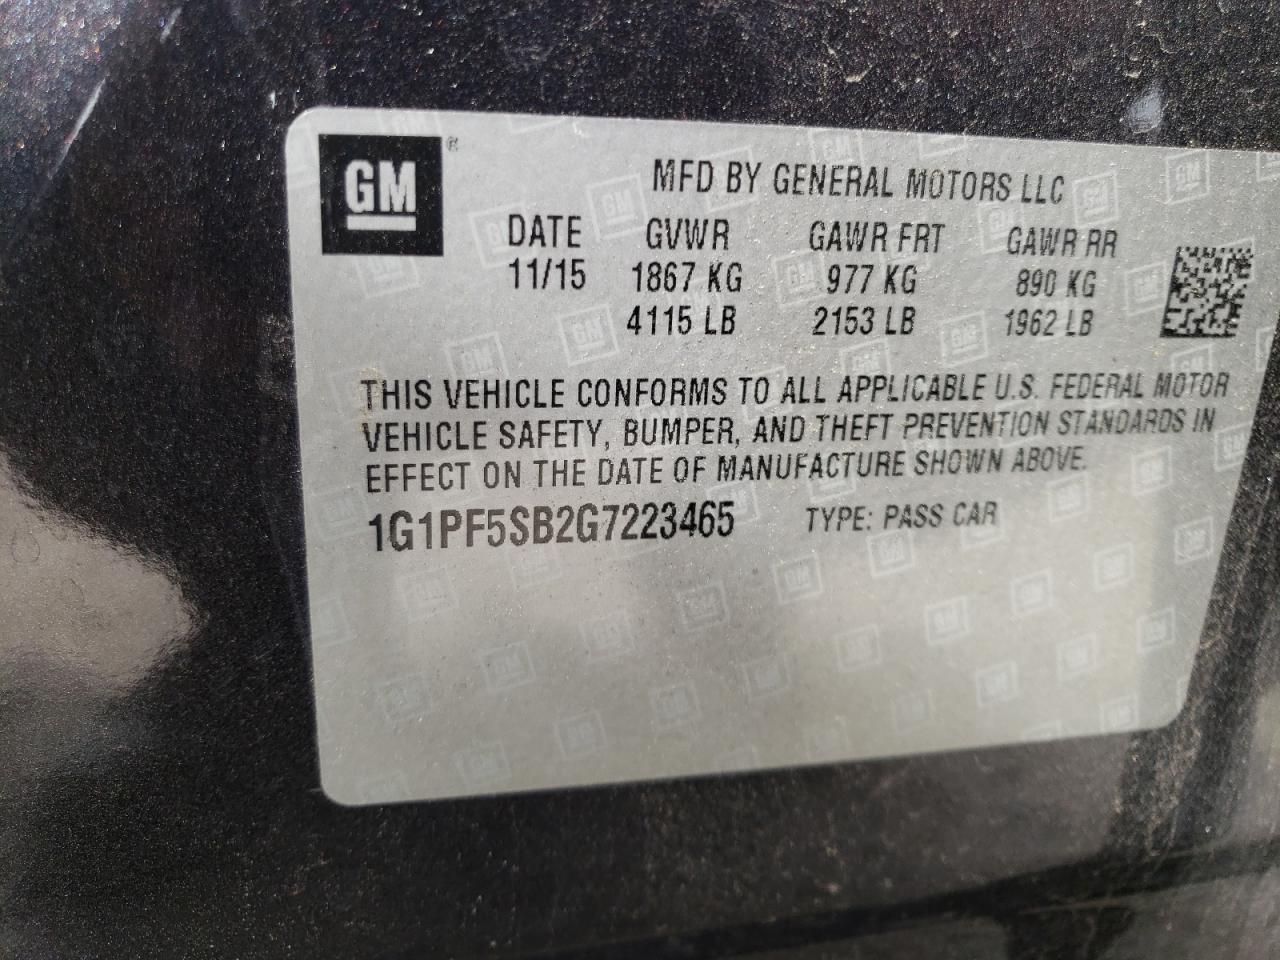 GM ®
MFD BY GENERAL MOTORS LLC
DATE GVWR GAWR FRT GAWR RR
11/15 1867 KG 977 KG 890 KG
4115 LB 2153 LB 1962 LB
THIS VEHICLE CONFORMS TO ALL APPLICABLE U.S. FEDERAL MOTOR
VEHICLE SAFETY, BUMPER, AND THEFT PREVENTION STANDARDS IN
EFFECT ON THE DATE OF MANUFACTURE SHOWN ABOVE.
1G1PF5SB2G7223465 TYPE: PASS CAR